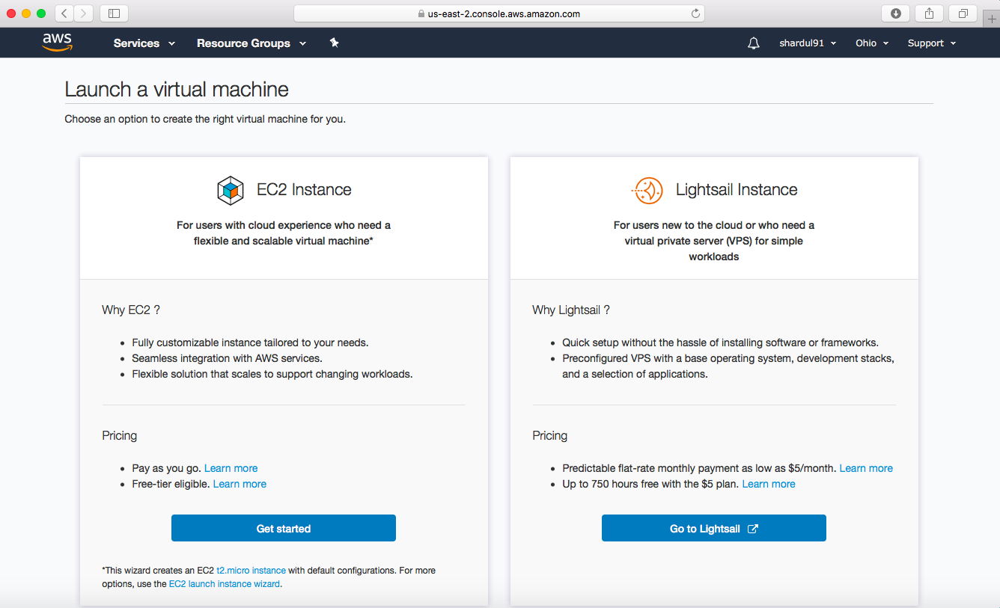 us-east-2.console.aws.amazon.com
aws
Services
Resource Groups
shardul91
Ohio
Support
Launch a virtual machine
Choose an option to create the right virtual machine for you.
EC2 Instance
For users with cloud experience who need a
flexible and scalable virtual machine*
Why EC2 ?
• Fully customizable instance tailored to your needs.
• Seamless integration with AWS services.
• Flexible solution that scales to support changing workloads.
Pricing
• Pay as you go. Learn more
• Free-tier eligible. Learn more
Get started
*This wizard creates an EC2 t2.micro instance with default configurations. For more
options, use the EC2 launch instance wizard.
Lightsail Instance
For users new to the cloud or who need a
virtual private server (VPS) for simple
workloads
Why Lightsail ?
• Quick setup without the hassle of installing software or frameworks.
• Preconfigured VPS with a base operating system, development stacks,
and a selection of applications.
Pricing
• Predictable flat-rate monthly payment as low as $5/month. Learn more
• Up to 750 hours free with the $5 plan. Learn more
Go to Lightsail